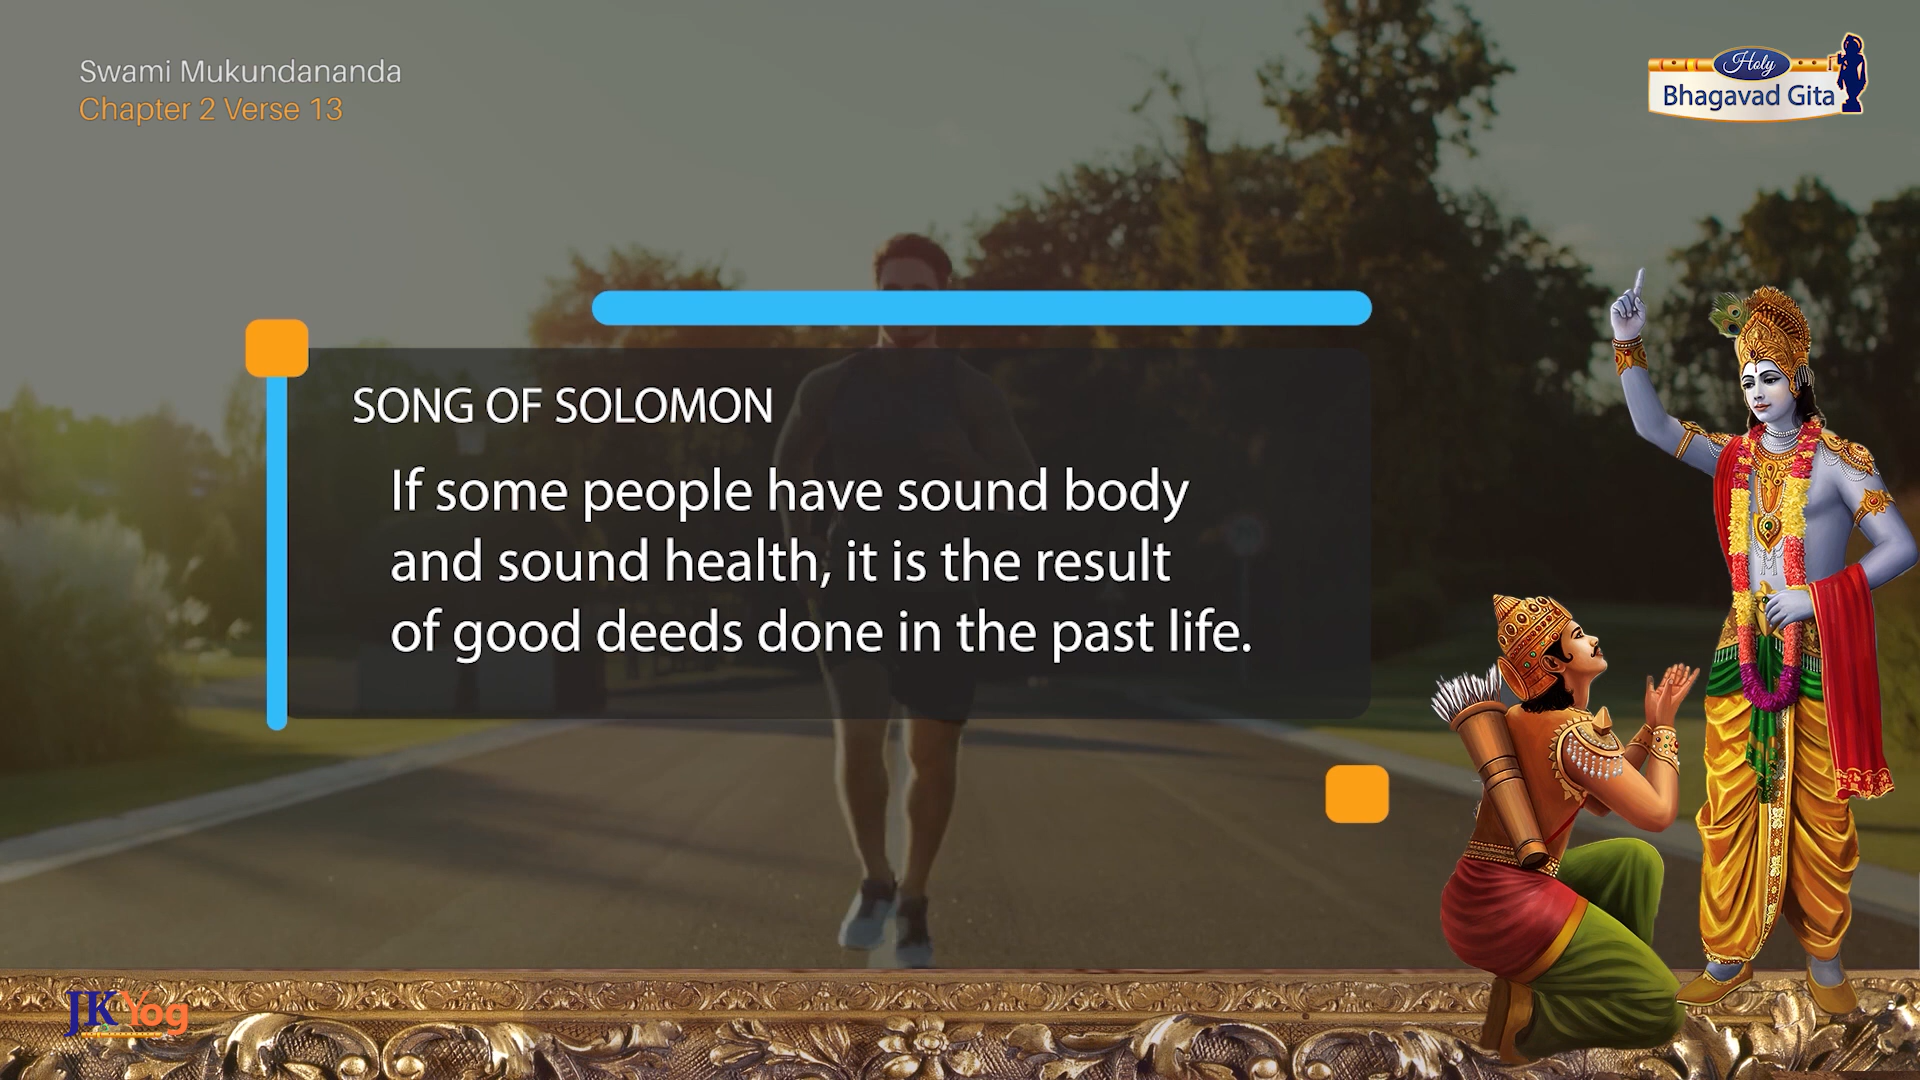 Swami Mukundananda
Chapter 2 Verse 13
Holy
Bhagavad Gita
SONG OF SOLOMON
If some people have sound body
and sound health, it is the result
of good deeds done in the past life.
JKYog